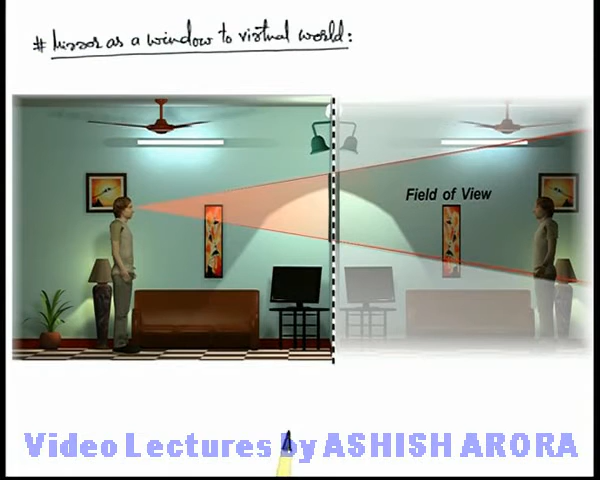 # Mirror as a window to virtual world:
Field of View
Video Lectures by ASHISH ARORA